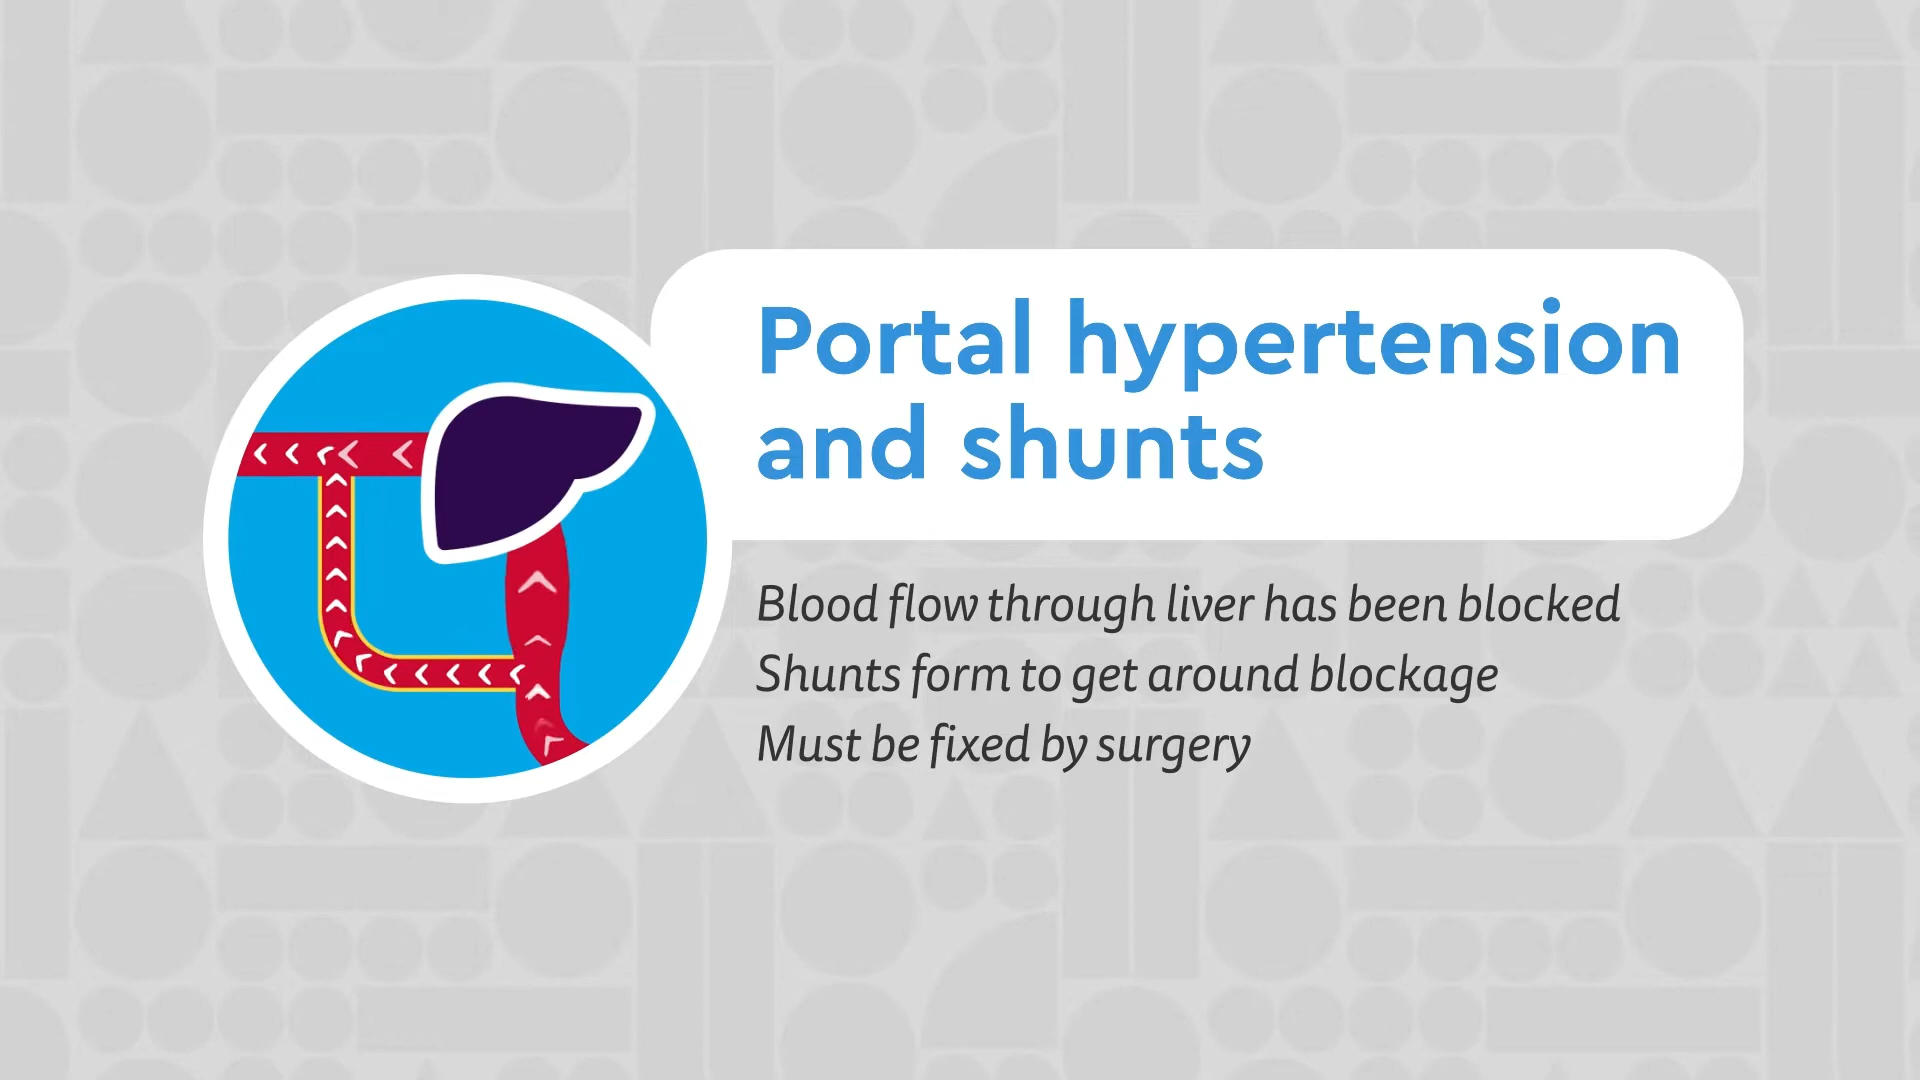 Portal hypertension
and shunts
Blood flow through liver has been blocked
Shunts form to get around blockage
Must be fixed by surgery